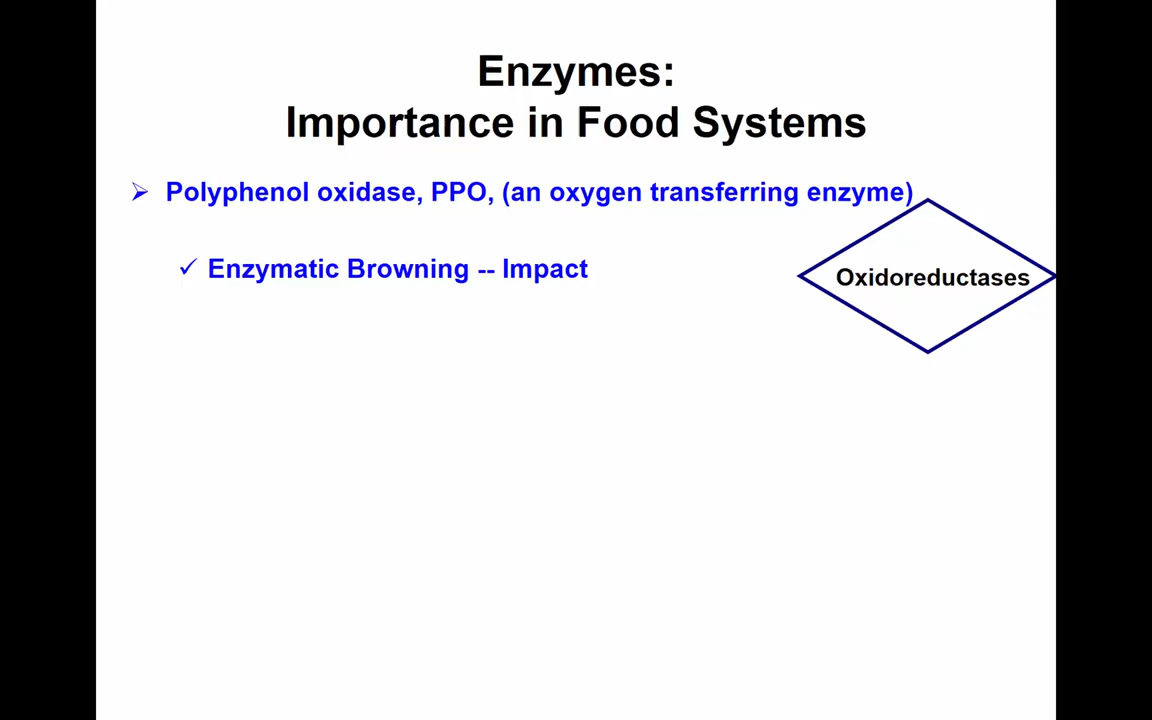 Enzymes:
Importance in Food Systems
Polyphenol oxidase, PPO, (an oxygen transferring enzyme)
Enzymatic Browning -- Impact
Oxidoreductases